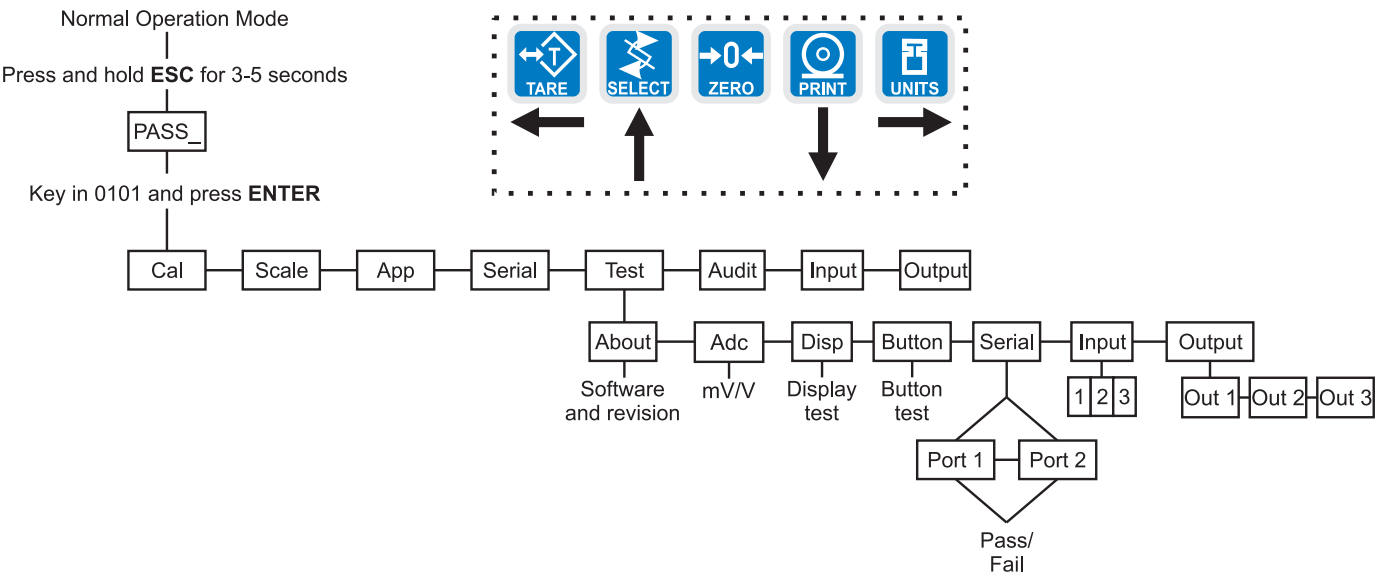 Normal Operation Mode
Press and hold ESC for 3-5 seconds
PASS_
Key in 0101 and press ENTER
T
TARE
SELECT
0
ZERO
PRINT
T
UNITS
Cal
Scale
App
Serial
Test
Audit
Input
Output
About
Adc
Disp
Button
Serial
Input
Output
Software
and revision
mV/V
Display
test
Button
test
1
2
3
Out 1
Out 2
Out 3
Port 1
Port 2
Pass/
Fail